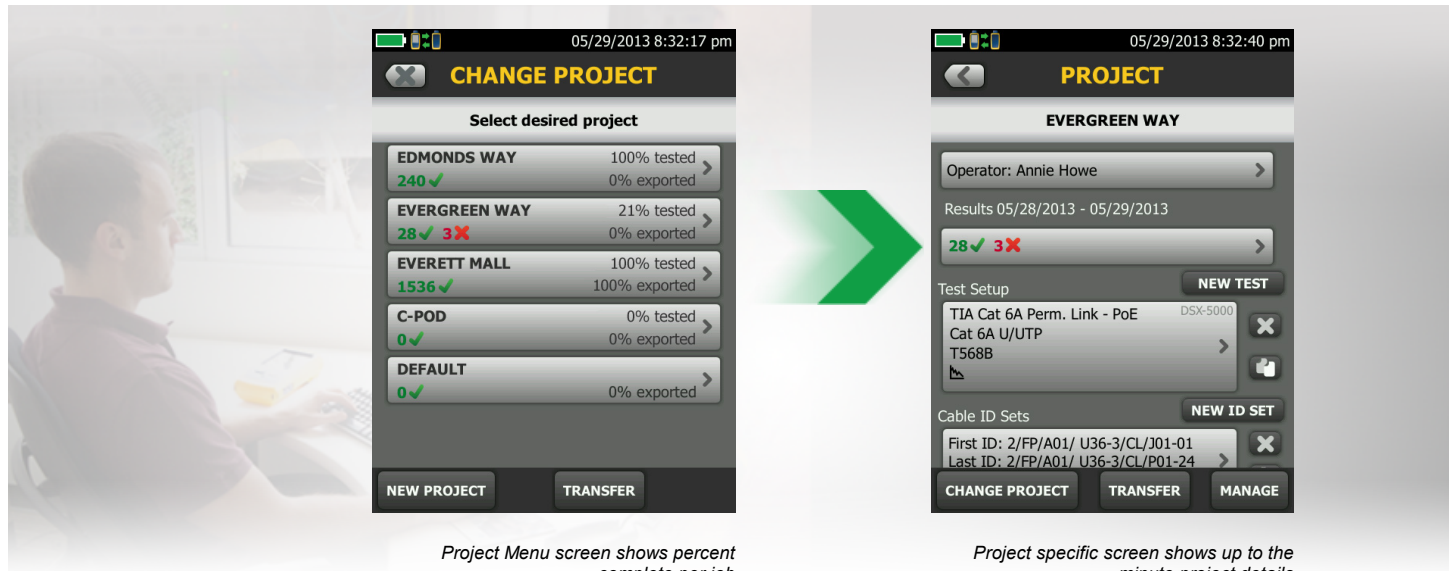 05/29/2013 8:32:17 pm
CHANGE PROJECT
Select desired project
EDMONDS WAY 100% tested
240 0% exported
EVERGREEN WAY 21% tested
28 3 0% exported
EVERETT MALL 100% tested
1536 100% exported
C-POD 0% tested
0 0% exported
DEFAULT
0 0% exported
NEW PROJECT TRANSFER
Project Menu screen shows percent
complete per job
05/29/2013 8:32:40 pm
PROJECT
EVERGREEN WAY
Operator: Annie Howe
Results 05/28/2013 - 05/29/2013
28 3
Test Setup NEW TEST
TIA Cat 6A Perm. Link - PoE DSX-5000
Cat 6A U/UTP
T568B
Cable ID Sets NEW ID SET
First ID: 2/FP/A01/ U36-3/CL/J01-01
Last ID: 2/FP/A01/ U36-3/CL/P01-24
CHANGE PROJECT TRANSFER MANAGE
Project specific screen shows up to the
minute project details